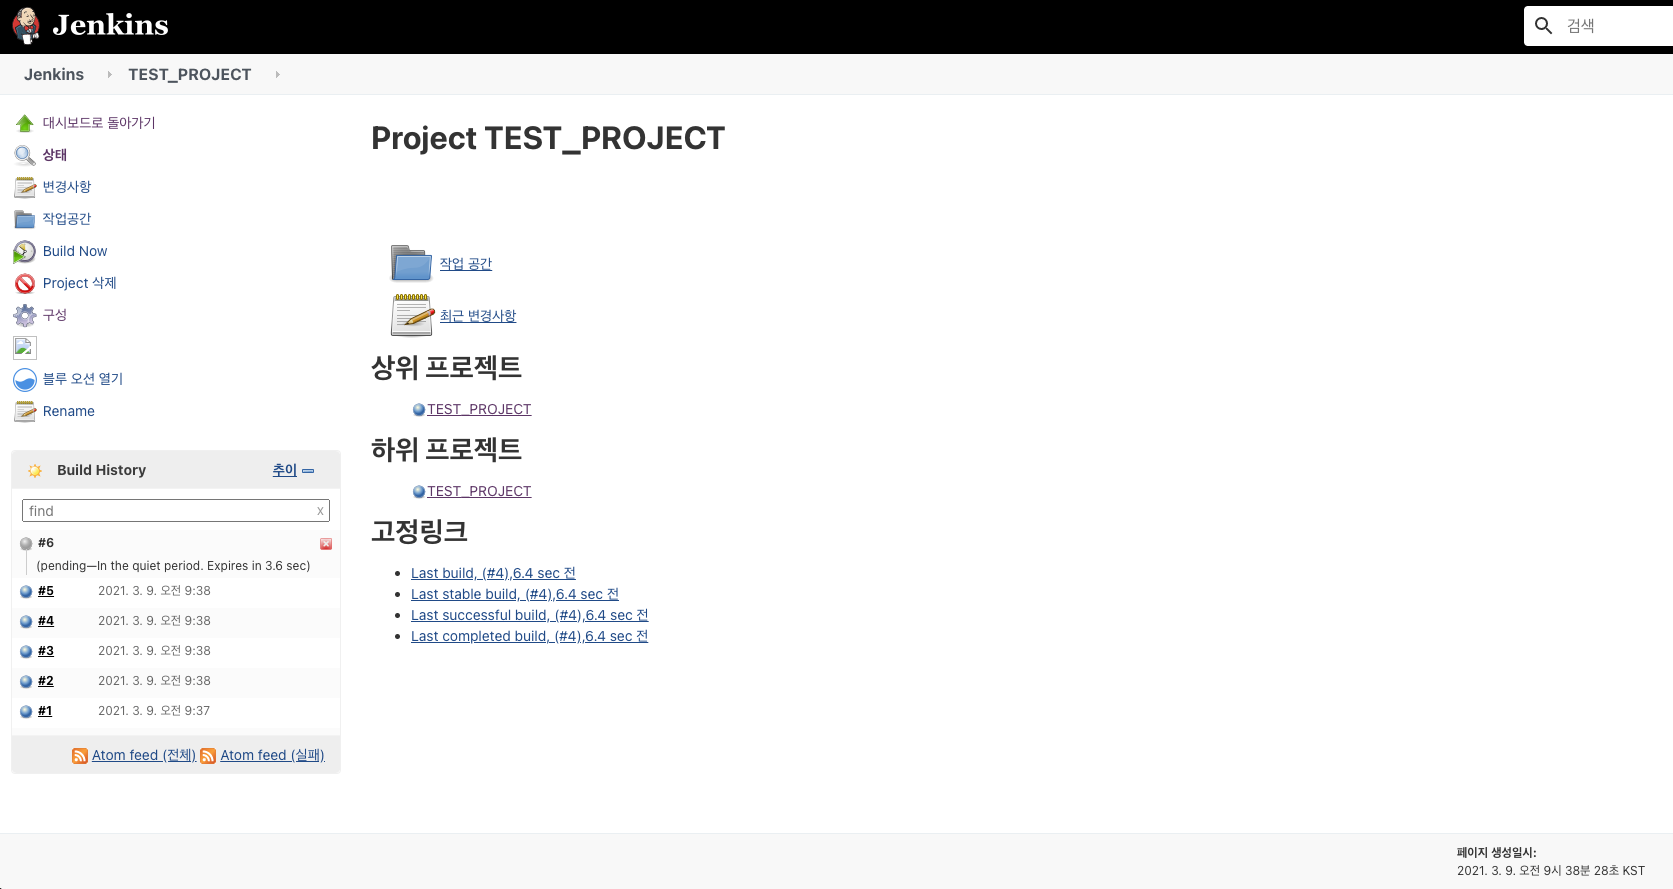 Jenkins
검색
Jenkins
TEST_PROJECT
대시보드로 돌아가기
상태
변경사항
작업공간
Build Now
Project 삭제
구성
블루 오션 열기
Rename
Build History 추이
find x
#6
(pending—In the quiet period. Expires in 3.6 sec)
#5 2021. 3. 9. 오전 9:38
#4 2021. 3. 9. 오전 9:38
#3 2021. 3. 9. 오전 9:38
#2 2021. 3. 9. 오전 9:38
#1 2021. 3. 9. 오전 9:37
Atom feed (전체) Atom feed (실패)
Project TEST_PROJECT
작업 공간
최근 변경사항
상위 프로젝트
TEST_PROJECT
하위 프로젝트
TEST_PROJECT
고정링크
Last build, (#4),6.4 sec 전
Last stable build, (#4),6.4 sec 전
Last successful build, (#4),6.4 sec 전
Last completed build, (#4),6.4 sec 전
페이지 생성일시:
2021. 3. 9. 오전 9시 38분 28초 KST